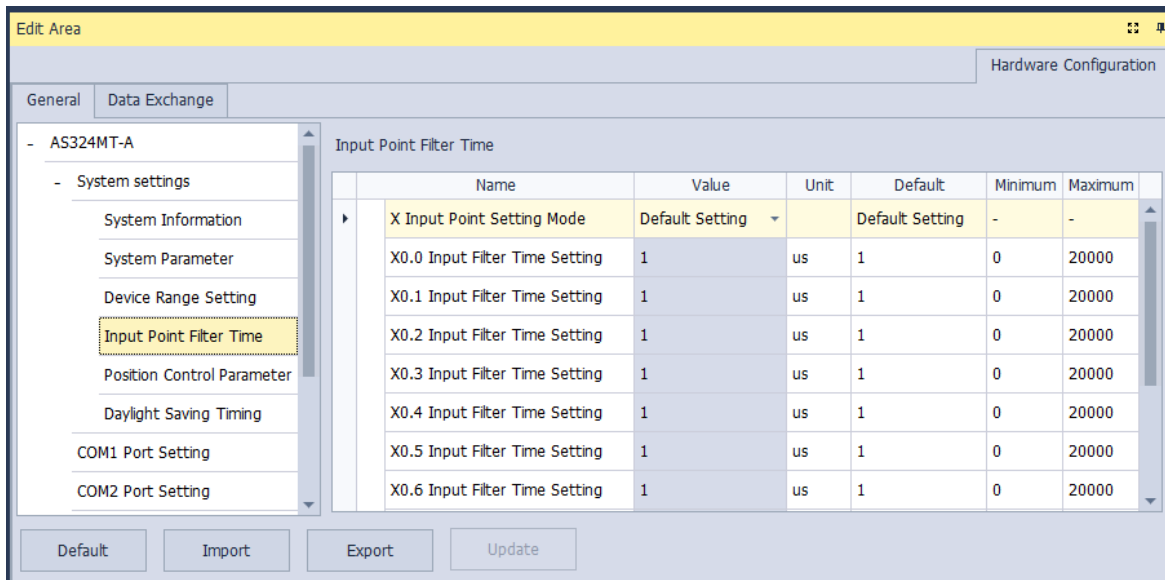 Edit Area
Hardware Configuration
General Data Exchange
- AS324MT-A
- System settings
System Information
System Parameter
Device Range Setting
Input Point Filter Time
Position Control Parameter
Daylight Saving Timing
COM1 Port Setting
COM2 Port Setting
Input Point Filter Time
Name Value Unit Default Minimum Maximum
X Input Point Setting Mode Default Setting Default Setting - -
X0.0 Input Filter Time Setting 1 us 1 0 20000
X0.1 Input Filter Time Setting 1 us 1 0 20000
X0.2 Input Filter Time Setting 1 us 1 0 20000
X0.3 Input Filter Time Setting 1 us 1 0 20000
X0.4 Input Filter Time Setting 1 us 1 0 20000
X0.5 Input Filter Time Setting 1 us 1 0 20000
X0.6 Input Filter Time Setting 1 us 1 0 20000
Default Import Export Update